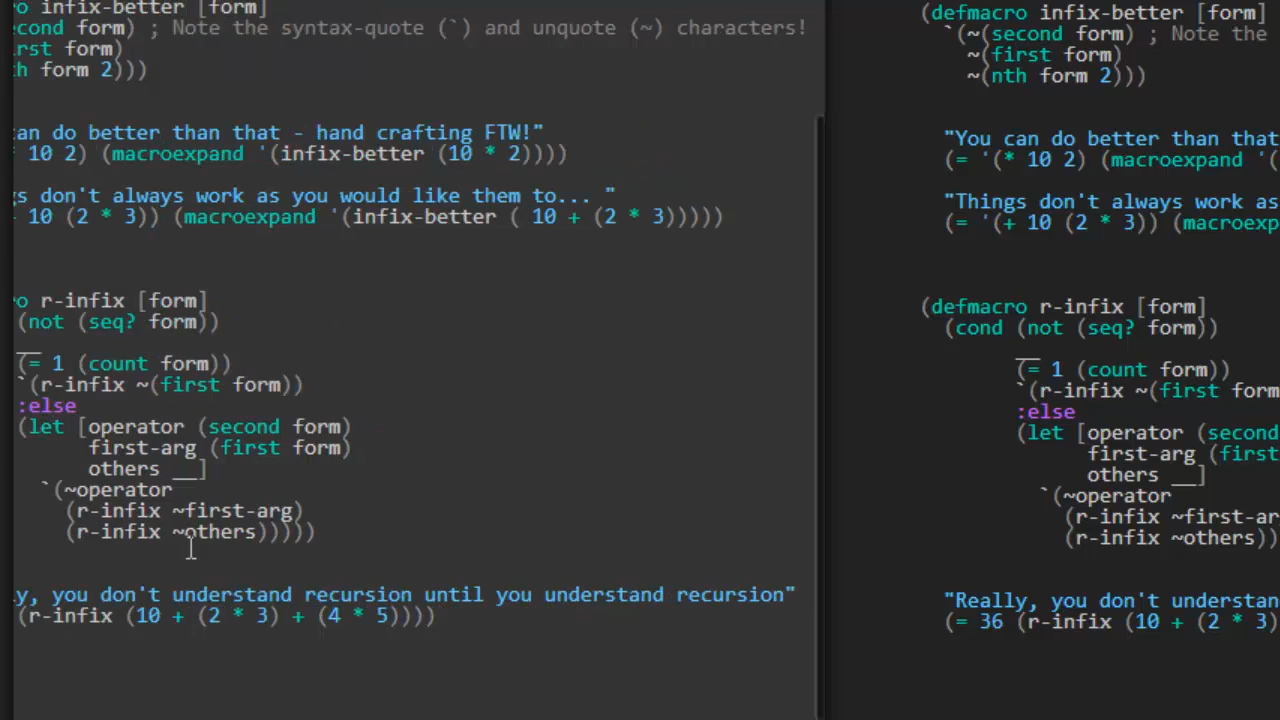 o infix-better [form]
econd form) ; Note the syntax-quote (`) and unquote (~) characters!
rst form)
th form 2)))
an do better than that - hand crafting FTW!"
10 2) (macroexpand '(infix-better (10 * 2))))
gs don't always work as you would like them to... "
10 (2 * 3)) (macroexpand '(infix-better ( 10 + (2 * 3)))))
o r-infix [form]
(not (seq? form))
__
(= 1 (count form))
`(r-infix ~(first form))
:else
(let [operator (second form)
first-arg (first form)
others __]
`(~operator
(r-infix ~first-arg)
(r-infix ~others)))))
y, you don't understand recursion until you understand recursion"
(r-infix (10 + (2 * 3) + (4 * 5))))
(defmacro infix-better [form]
`(~(second form) ; Note the
~(first form)
~(nth form 2)))
"You can do better than that
(= '(* 10 2) (macroexpand '(
"Things don't always work as
(= '(+ 10 (2 * 3)) (macroexp
(defmacro r-infix [form]
(cond (not (seq? form))
__
(= 1 (count form))
`(r-infix ~(first form
:else
(let [operator (second
first-arg (first
others __]
`(~operator
(r-infix ~first-ar
(r-infix ~others))
"Really, you don't understan
(= 36 (r-infix (10 + (2 * 3)